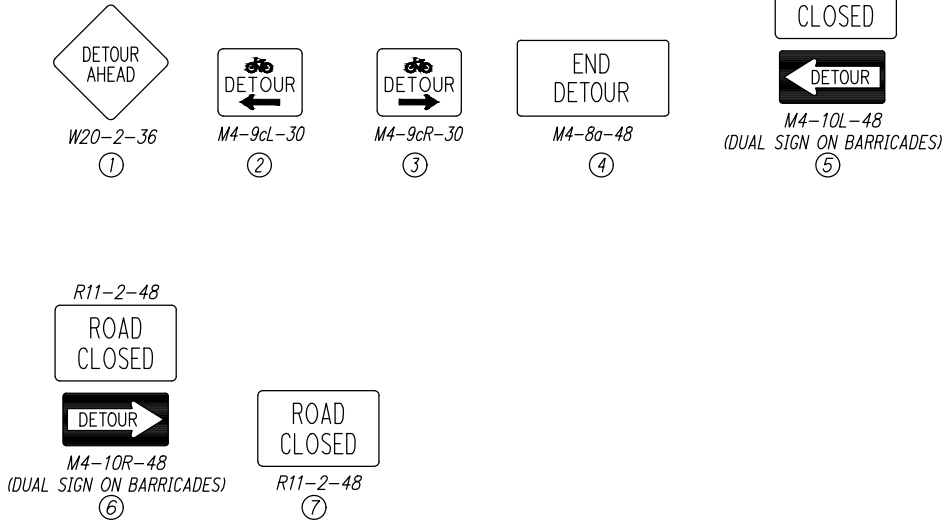 DETOUR
AHEAD
W20-2-36
1
DETOUR
M4-9cL-30
2
DETOUR
M4-9cR-30
3
END
DETOUR
M4-8a-48
4
CLOSED
DETOUR
M4-10L-48
(DUAL SIGN ON BARRICADES)
5
R11-2-48
ROAD
CLOSED
DETOUR
M4-10R-48
(DUAL SIGN ON BARRICADES)
6
ROAD
CLOSED
R11-2-48
7